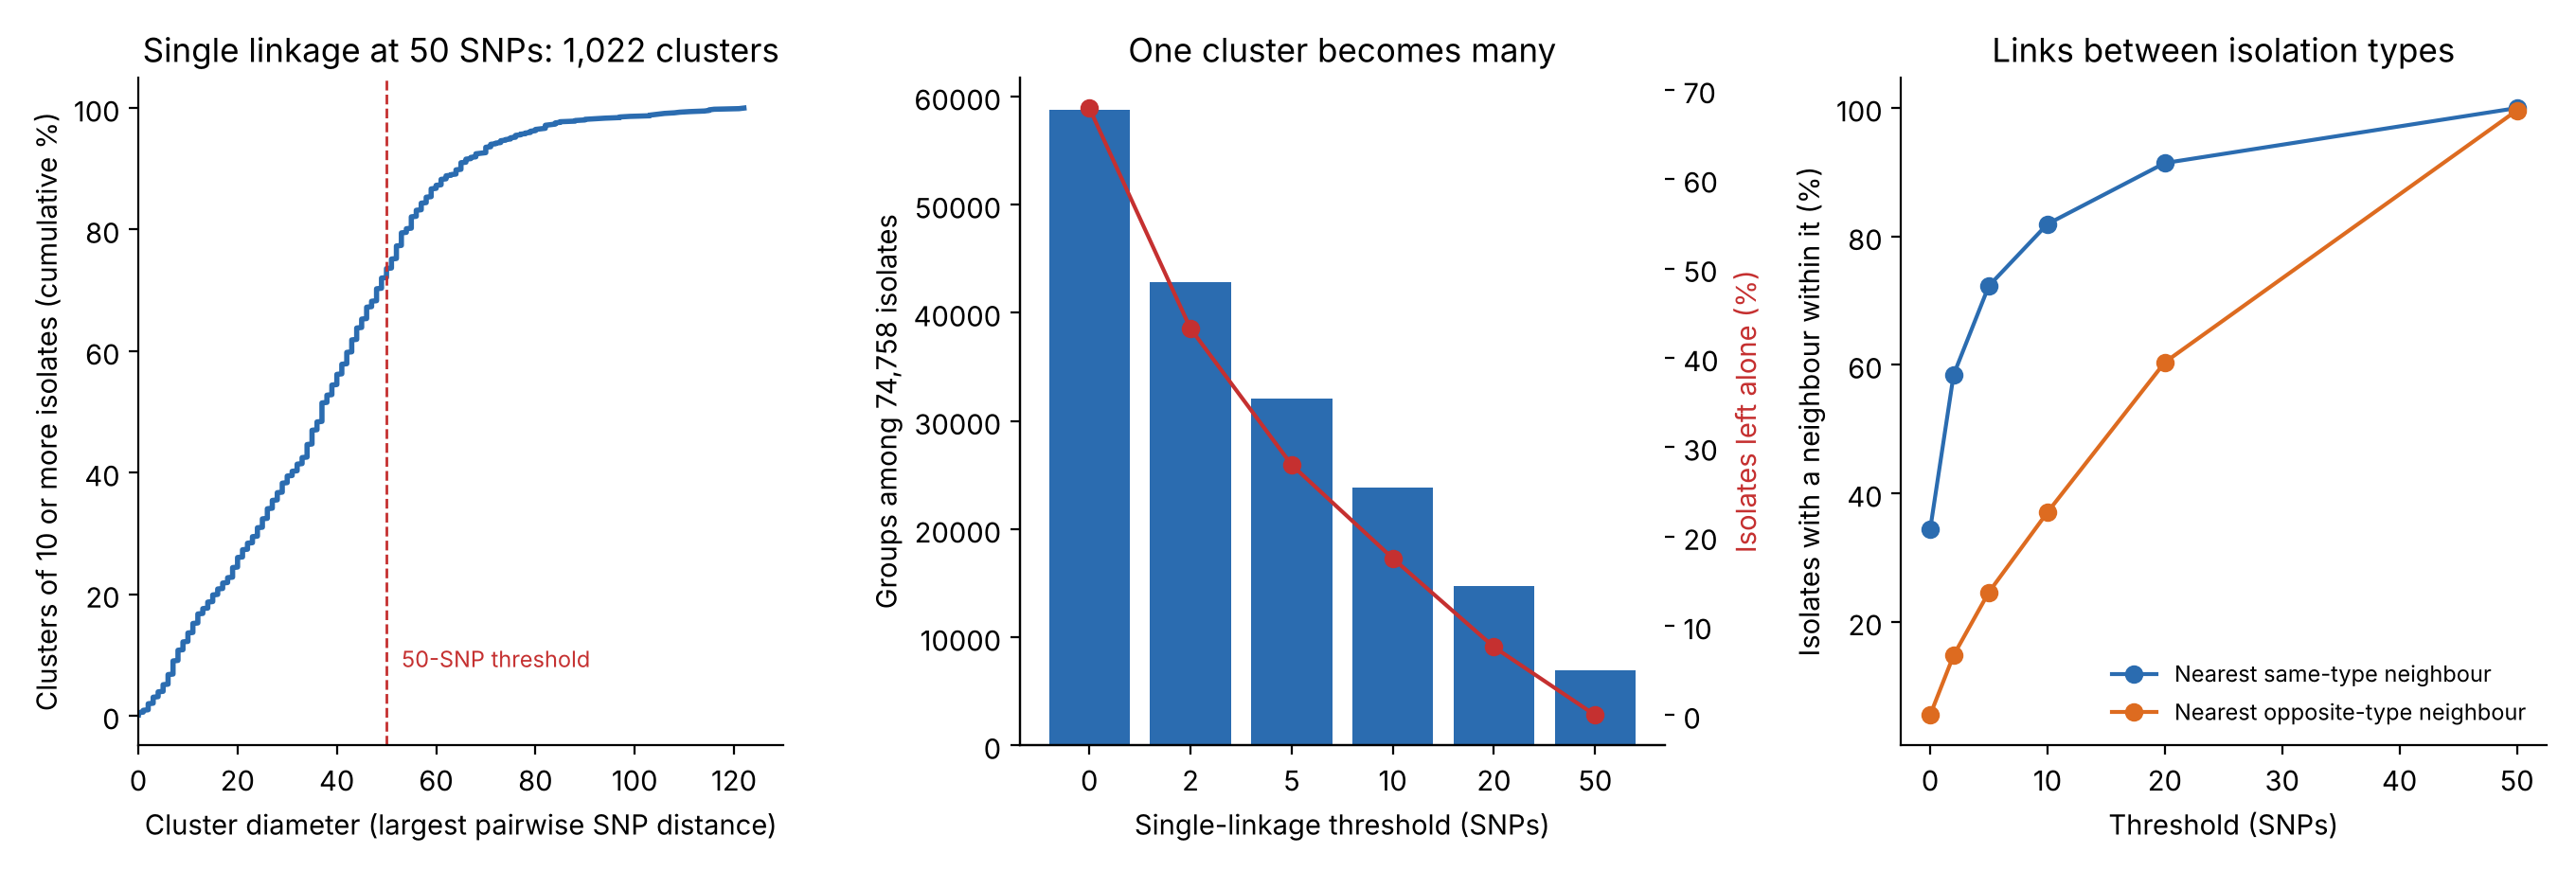 Single linkage at 50 SNPs: 1,022 clusters
Clusters of 10 or more isolates (cumulative %)
100
80
60
40
20
0
50-SNP threshold
0 20 40 60 80 100 120
Cluster diameter (largest pairwise SNP distance)
One cluster becomes many
Groups among 74,758 isolates
60000
50000
40000
30000
20000
10000
0
70
60
50
40
30
20
10
0
Isolates left alone (%)
0 2 5 10 20 50
Single-linkage threshold (SNPs)
Links between isolation types
Isolates with a neighbour within it (%)
100
80
60
40
20
Nearest same-type neighbour
Nearest opposite-type neighbour
0 10 20 30 40 50
Threshold (SNPs)